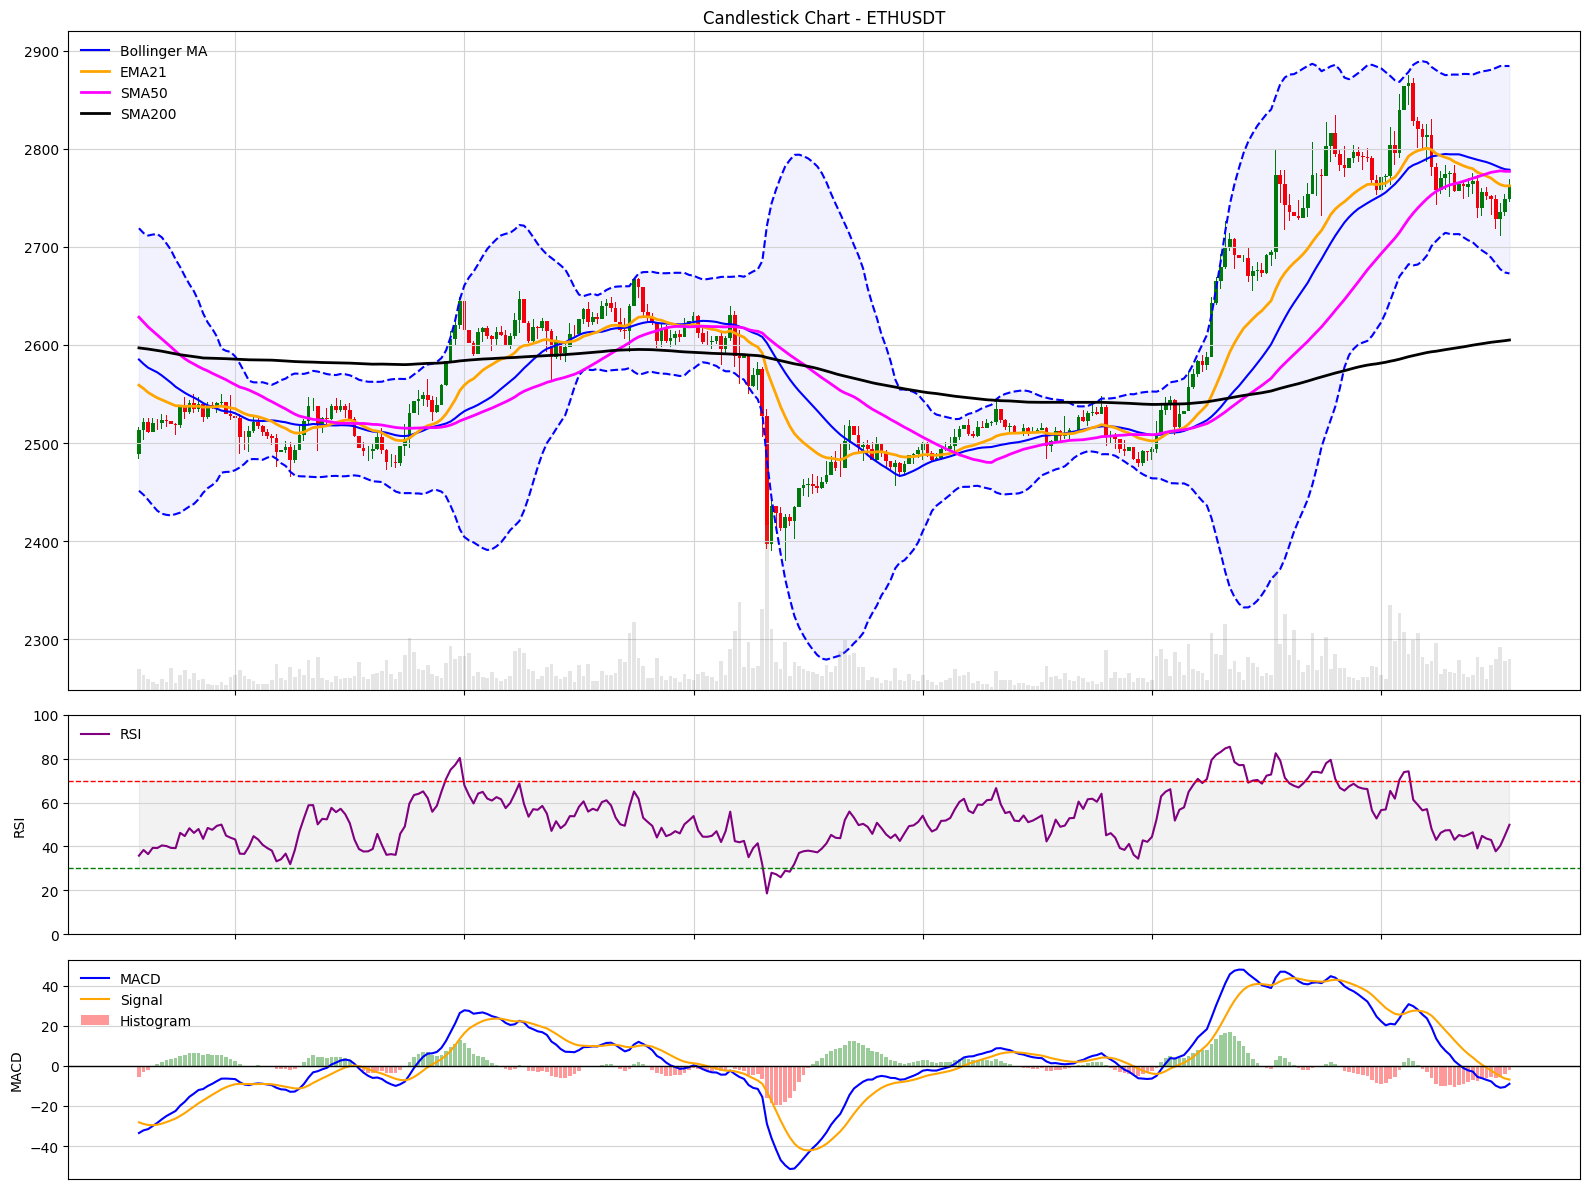 Candlestick Chart - ETHUSDT
2900
2800
2700
2600
2500
2400
2300
Bollinger MA
EMA21
SMA50
SMA200
100
80
60
40
20
0
RSI
RSI
40
20
0
−20
−40
MACD
MACD
Signal
Histogram